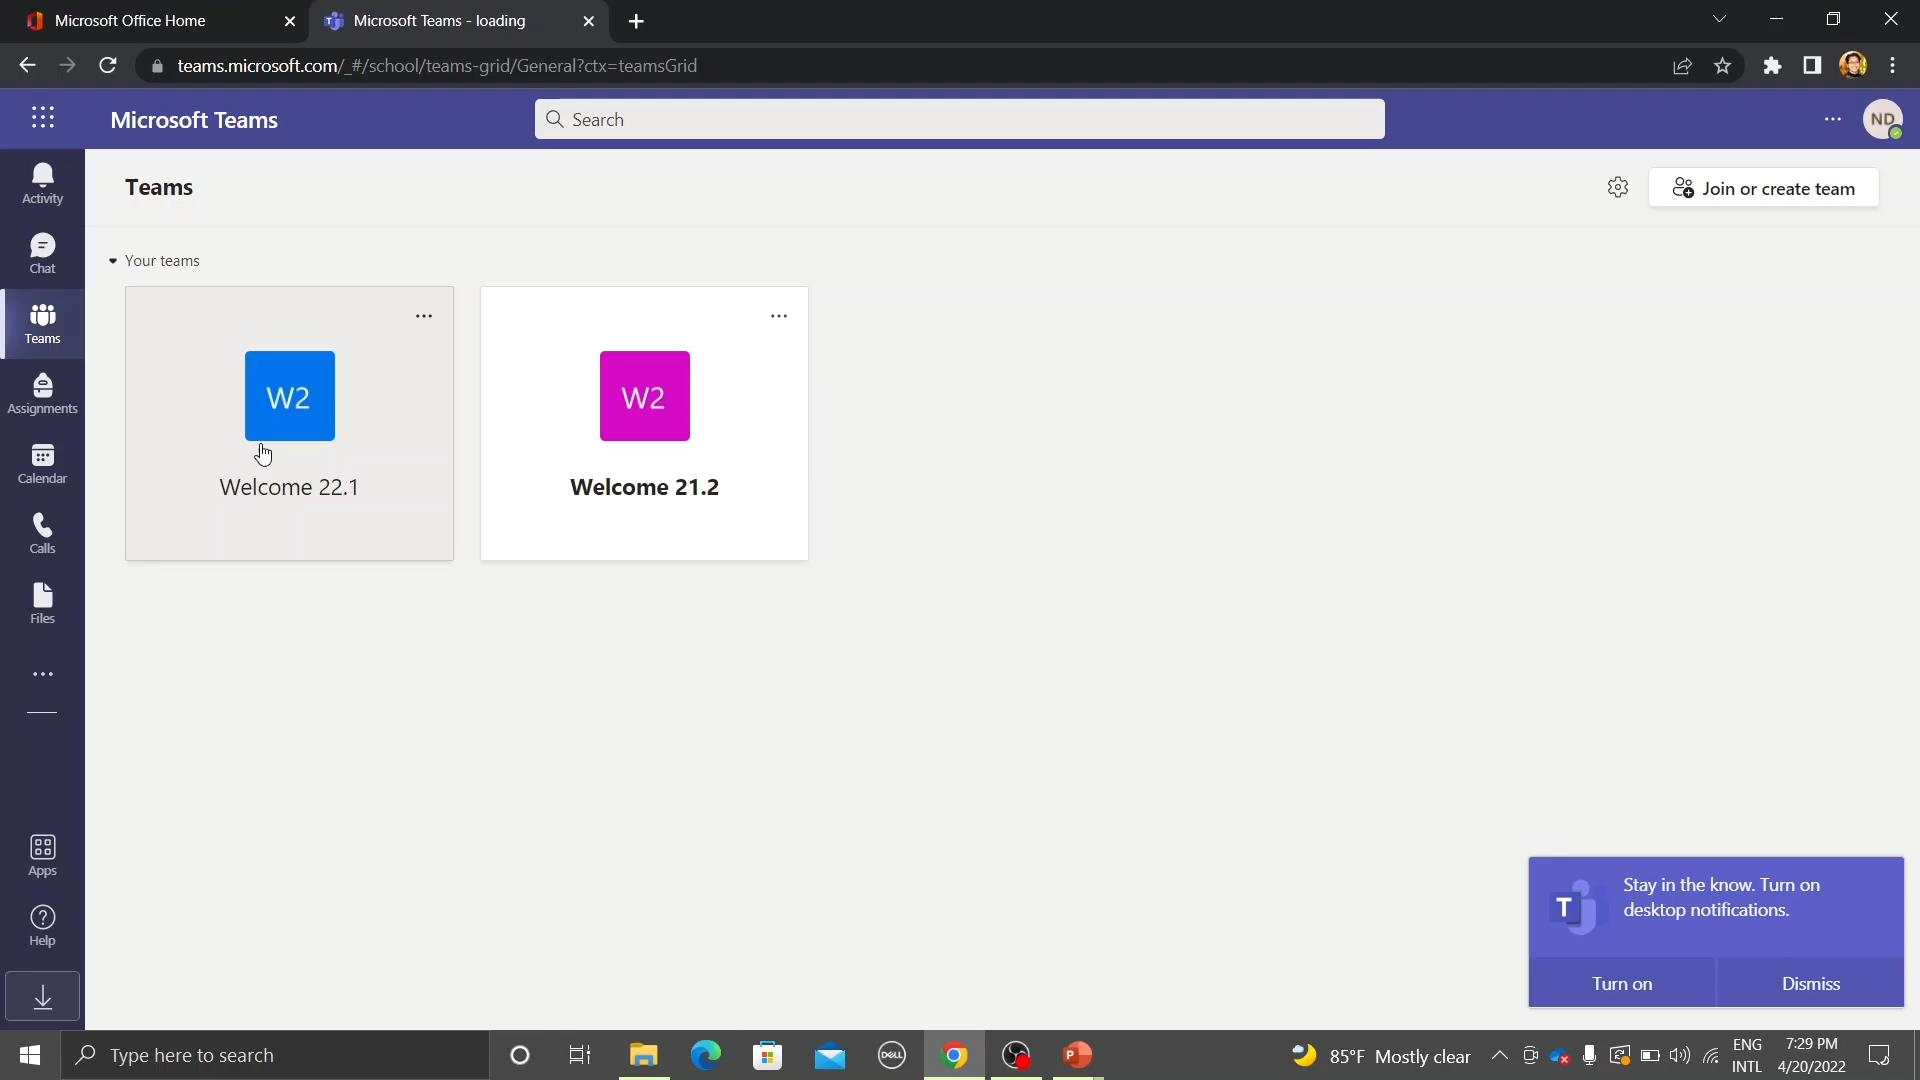 Microsoft Office Home
Microsoft Teams - loading
teams.microsoft.com/_#/school/teams-grid/General?ctx=teamsGrid
Microsoft Teams
Search
ND
Activity
Chat
Teams
Assignments
Calendar
Calls
Files
Apps
Help
Teams
Join or create team
Your teams
W2
Welcome 22.1
W2
Welcome 21.2
T
Stay in the know. Turn on
desktop notifications.
Turn on
Dismiss
Type here to search
DELL
P
85°F Mostly clear
ENG
INTL
7:29 PM
4/20/2022